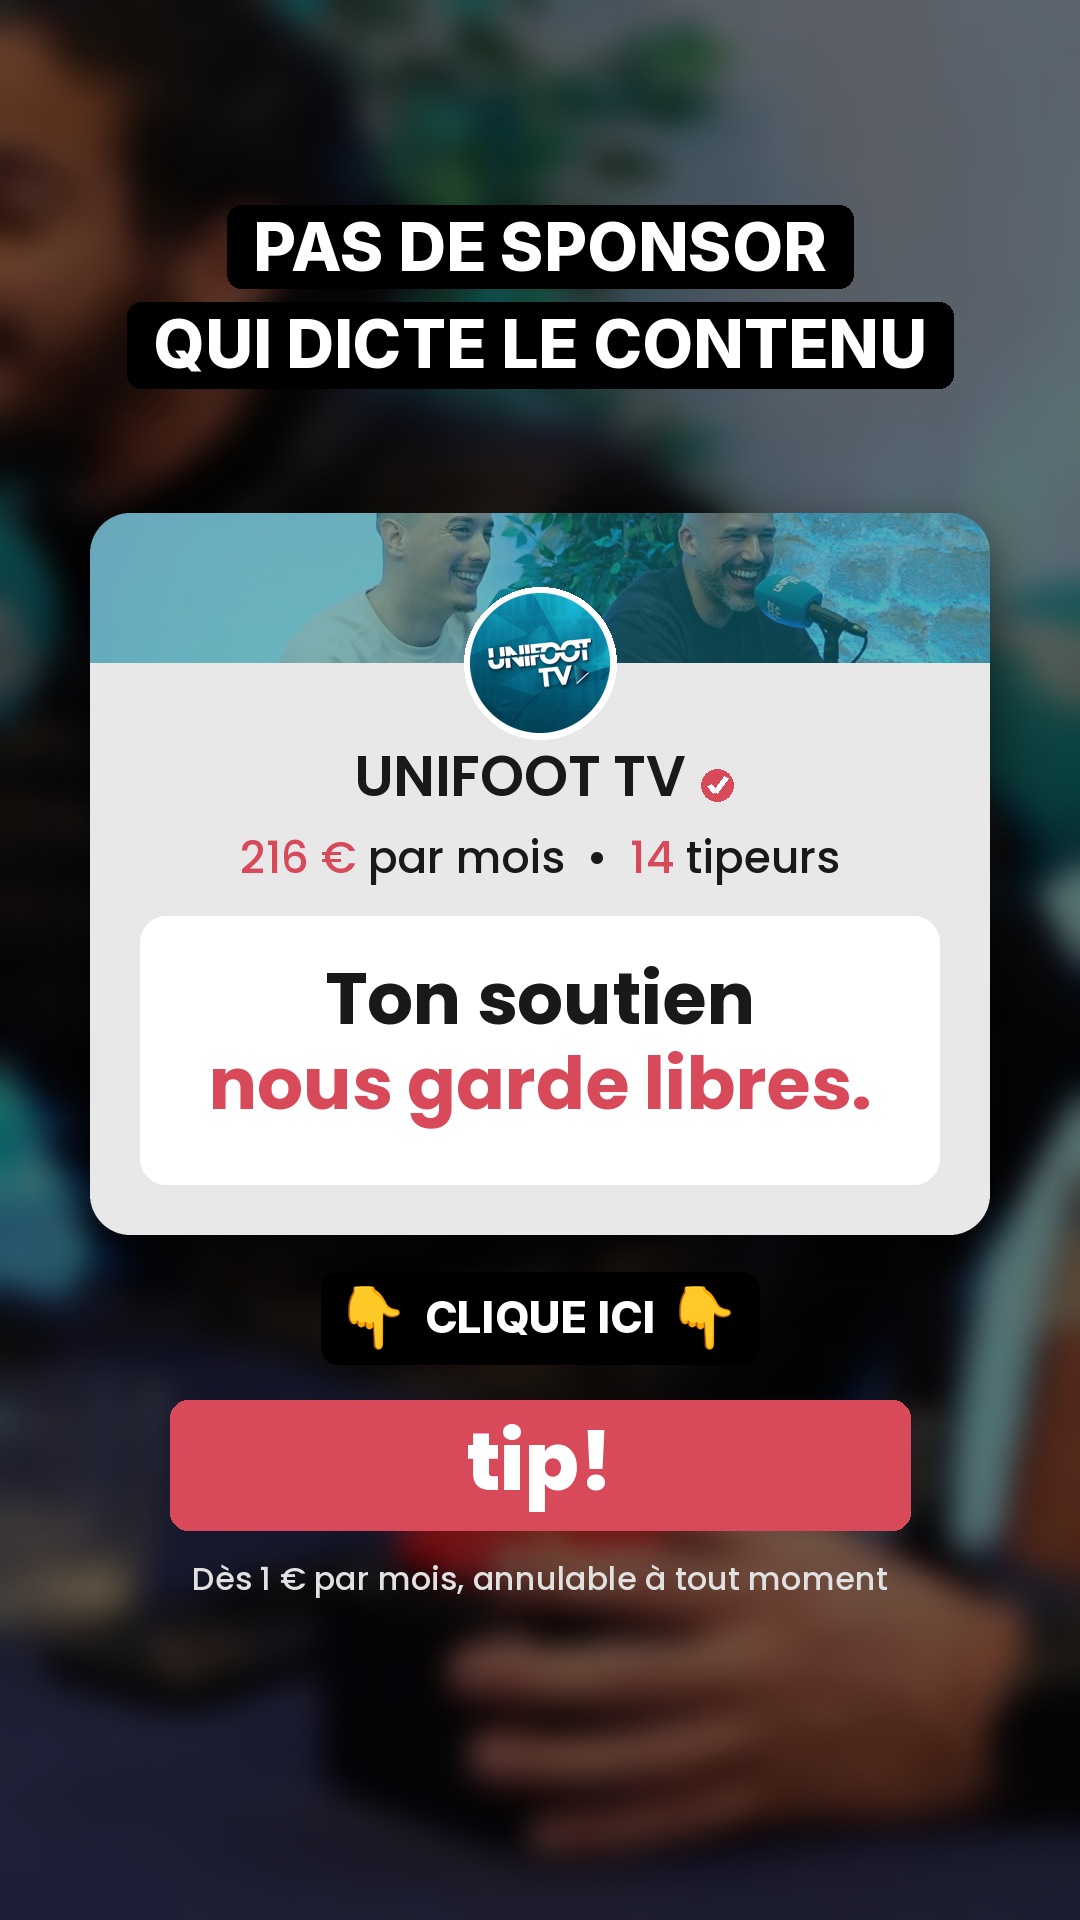 PAS DE SPONSOR
QUI DICTE LE CONTENU
UNIFOOT
TV
UNIFOOT TV
216 € par mois • 14 tipeurs
Ton soutien
nous garde libres.
👇 CLIQUE ICI 👇
tip!
Dès 1 € par mois, annulable à tout moment